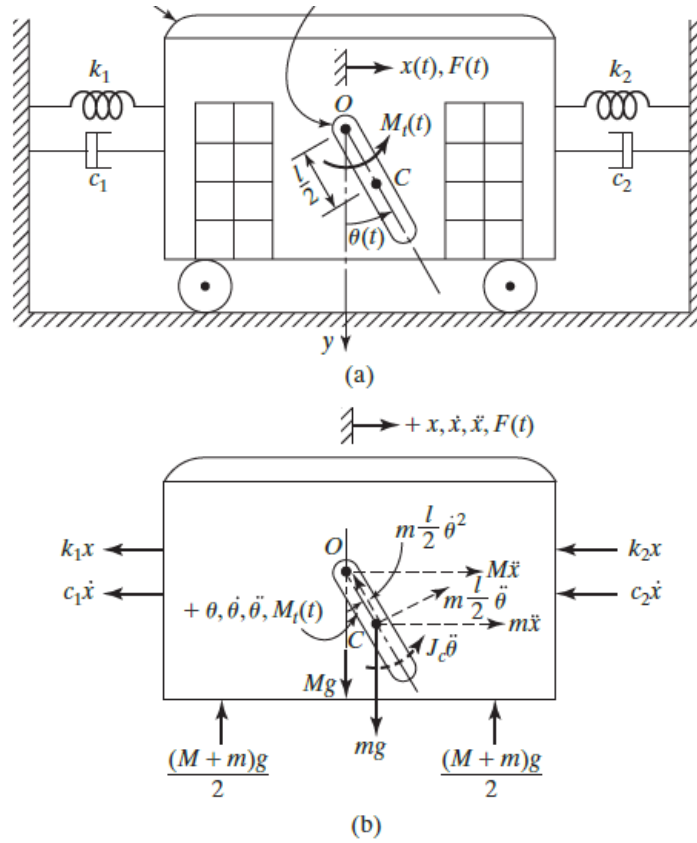 x(t), F(t)
k₁
k₂
O
Mₜ(t)
C
c₁
c₂
l/2
θ(t)
y
(a)
+ x, ẋ, ẍ, F(t)
m l/2 θ̇²
k₁x
O
k₂x
Mẍ
c₁ẋ
m l/2 θ̈
c₂ẋ
+ θ, θ̇, θ̈, Mₜ(t)
mẍ
C
J_cθ̈
Mg
mg
(M + m)g/2
(M + m)g/2
(b)